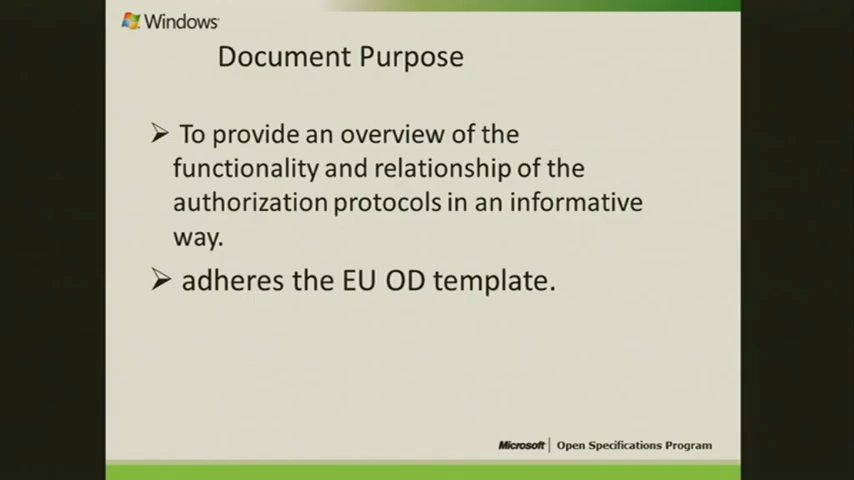 Windows
Document Purpose
➢ To provide an overview of the
functionality and relationship of the
authorization protocols in an informative
way.
➢ adheres the EU OD template.
Microsoft | Open Specifications Program